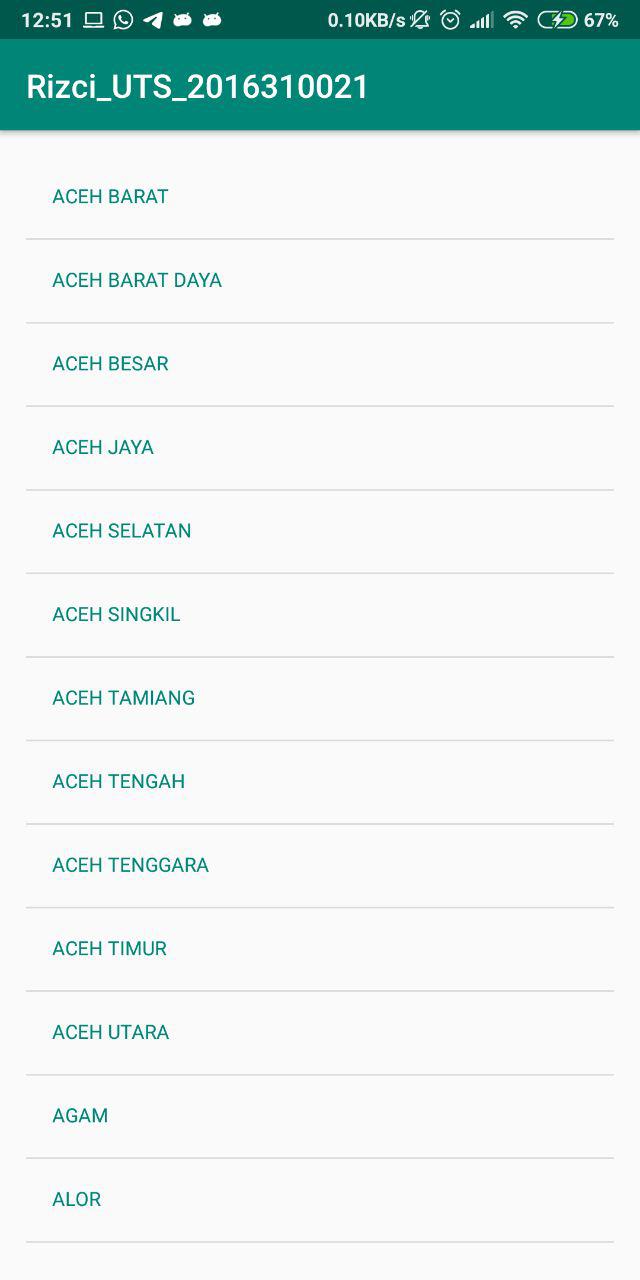 12:51 0.10KB/s 67%
Rizci_UTS_2016310021
ACEH BARAT
ACEH BARAT DAYA
ACEH BESAR
ACEH JAYA
ACEH SELATAN
ACEH SINGKIL
ACEH TAMIANG
ACEH TENGAH
ACEH TENGGARA
ACEH TIMUR
ACEH UTARA
AGAM
ALOR